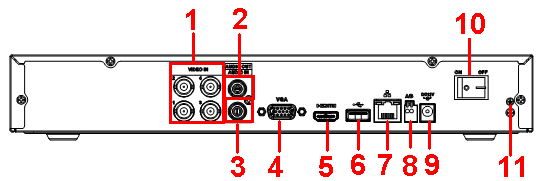 1 2 10
VIDEO IN
AUDIO OUT
AUDIO IN
VGA
HDMI
A/B
DC12V
ON OFF
3 4 5 6 7 8 9 11